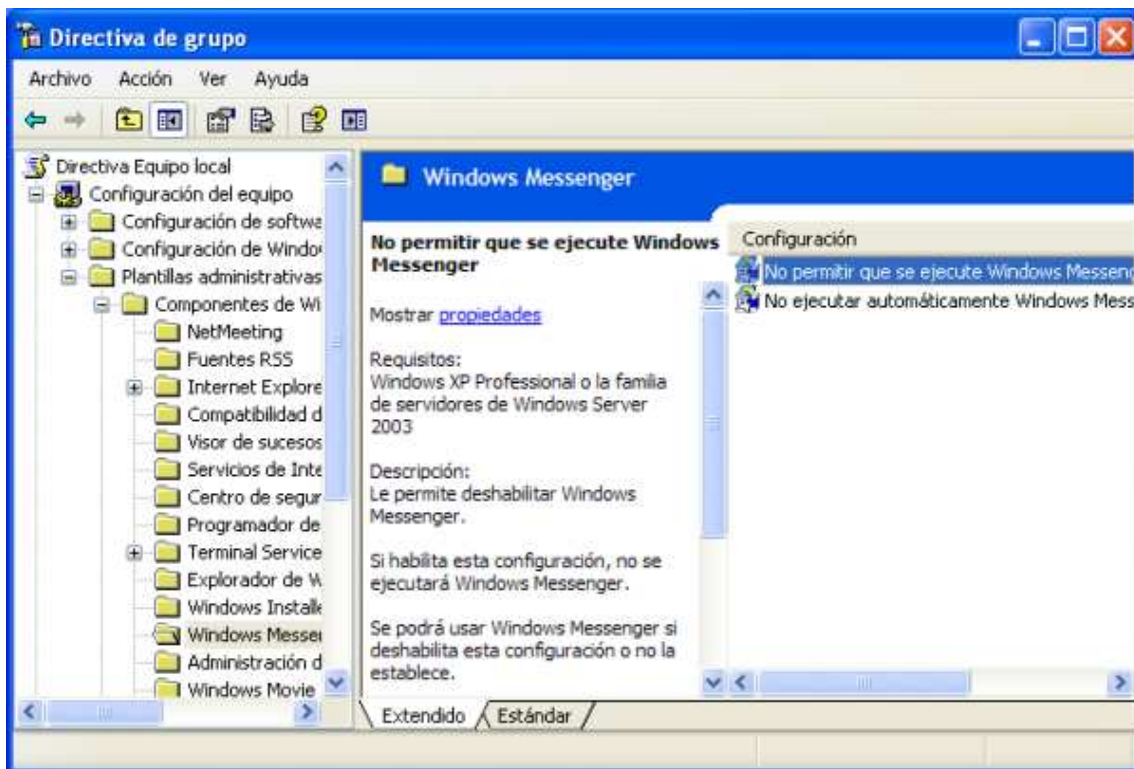 Directiva de grupo
Archivo Acción Ver Ayuda
Directiva Equipo local
Configuración del equipo
Configuración de softwa
Configuración de Windo
Plantillas administrativas
Componentes de Wi
NetMeeting
Fuentes RSS
Internet Explore
Compatibilidad d
Visor de sucesos
Servicios de Inte
Centro de segur
Programador de
Terminal Service
Explorador de W
Windows Installe
Windows Messer
Administración d
Windows Movie
Windows Messenger
No permitir que se ejecute Windows
Messenger
Mostrar propiedades
Requisitos:
Windows XP Professional o la familia
de servidores de Windows Server
2003
Descripción:
Le permite deshabilitar Windows
Messenger.
Si habilita esta configuración, no se
ejecutará Windows Messenger.
Se podrá usar Windows Messenger si
deshabilita esta configuración o no la
establece.
Configuración
No permitir que se ejecute Windows Messeng
No ejecutar automáticamente Windows Mess
Extendido Estándar